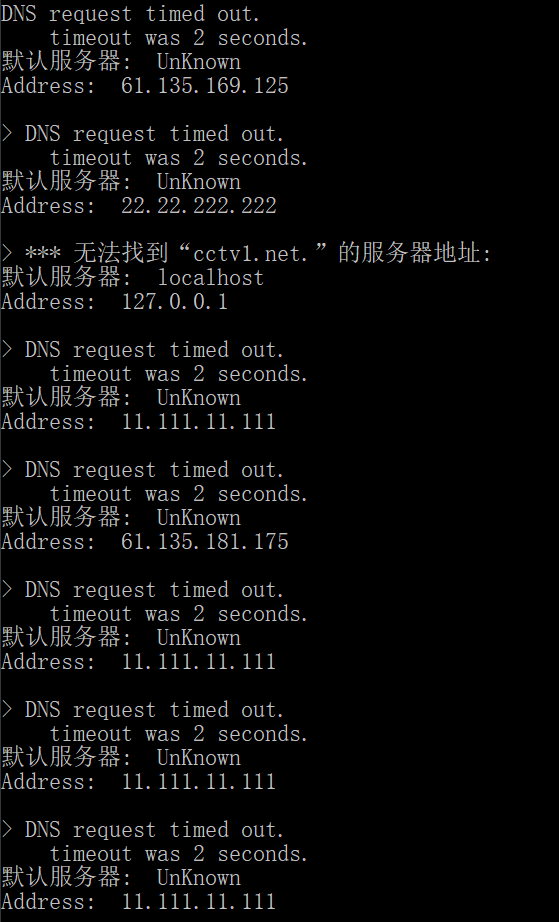 DNS request timed out.
    timeout was 2 seconds.
默认服务器:  UnKnown
Address:  61.135.169.125
> DNS request timed out.
    timeout was 2 seconds.
默认服务器:  UnKnown
Address:  22.22.222.222
> *** 无法找到“cctv1.net.”的服务器地址:
默认服务器:  localhost
Address:  127.0.0.1
> DNS request timed out.
    timeout was 2 seconds.
默认服务器:  UnKnown
Address:  11.111.11.111
> DNS request timed out.
    timeout was 2 seconds.
默认服务器:  UnKnown
Address:  61.135.181.175
> DNS request timed out.
    timeout was 2 seconds.
默认服务器:  UnKnown
Address:  11.111.11.111
> DNS request timed out.
    timeout was 2 seconds.
默认服务器:  UnKnown
Address:  11.111.11.111
> DNS request timed out.
    timeout was 2 seconds.
默认服务器:  UnKnown
Address:  11.111.11.111